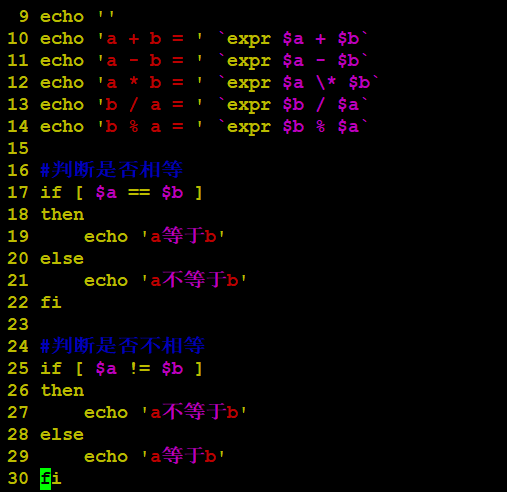 9 echo ''
10 echo 'a + b = ' `expr $a + $b`
11 echo 'a - b = ' `expr $a - $b`
12 echo 'a * b = ' `expr $a \* $b`
13 echo 'b / a = ' `expr $b / $a`
14 echo 'b % a = ' `expr $b % $a`
15
16 #判断是否相等
17 if [ $a == $b ]
18 then
19     echo 'a等于b'
20 else
21     echo 'a不等于b'
22 fi
23
24 #判断是否不相等
25 if [ $a != $b ]
26 then
27     echo 'a不等于b'
28 else
29     echo 'a等于b'
30 fi